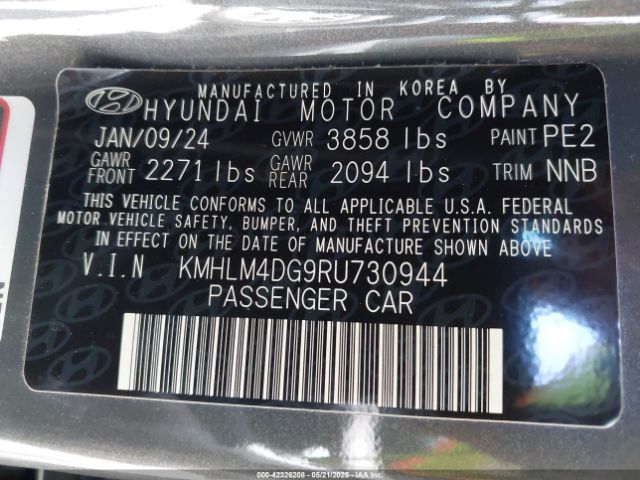 MANUFACTURED IN KOREA BY
HYUNDAI MOTOR COMPANY
JAN/09/24 GVWR 3858 lbs PAINT PE2
GAWR FRONT 2271 lbs GAWR REAR 2094 lbs TRIM NNB
THIS VEHICLE CONFORMS TO ALL APPLICABLE U.S.A. FEDERAL
MOTOR VEHICLE SAFETY, BUMPER, AND THEFT PREVENTION STANDARDS
IN EFFECT ON THE DATE OF MANUFACTURE SHOWN ABOVE
V.I.N KMHLM4DG9RU730944
PASSENGER CAR
000-42326208 - 05/21/2025 - IAAI.COM